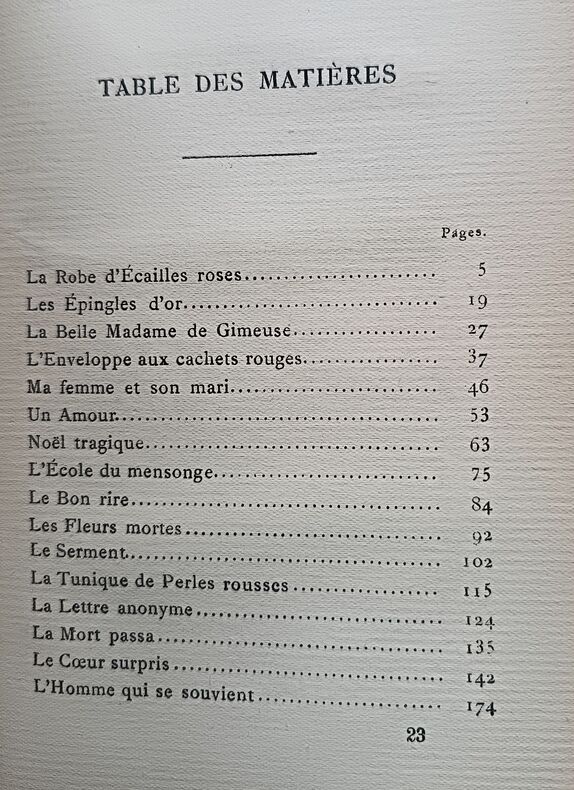 TABLE DES MATIÈRES
Pages.
La Robe d'Écailles roses........................ 5
Les Épingles d'or................................ 19
La Belle Madame de Gimeuse.................. 27
L'Enveloppe aux cachets rouges................. 37
Ma femme et son mari.......................... 46
Un Amour........................................ 53
Noël tragique..................................... 63
L'École du mensonge............................ 75
Le Bon rire....................................... 84
Les Fleurs mortes................................ 92
Le Serment....................................... 102
La Tunique de Perles rousses................... 115
La Lettre anonyme............................... 124
La Mort passa.................................... 135
Le Cœur surpris.................................. 142
L'Homme qui se souvient....................... 174
23